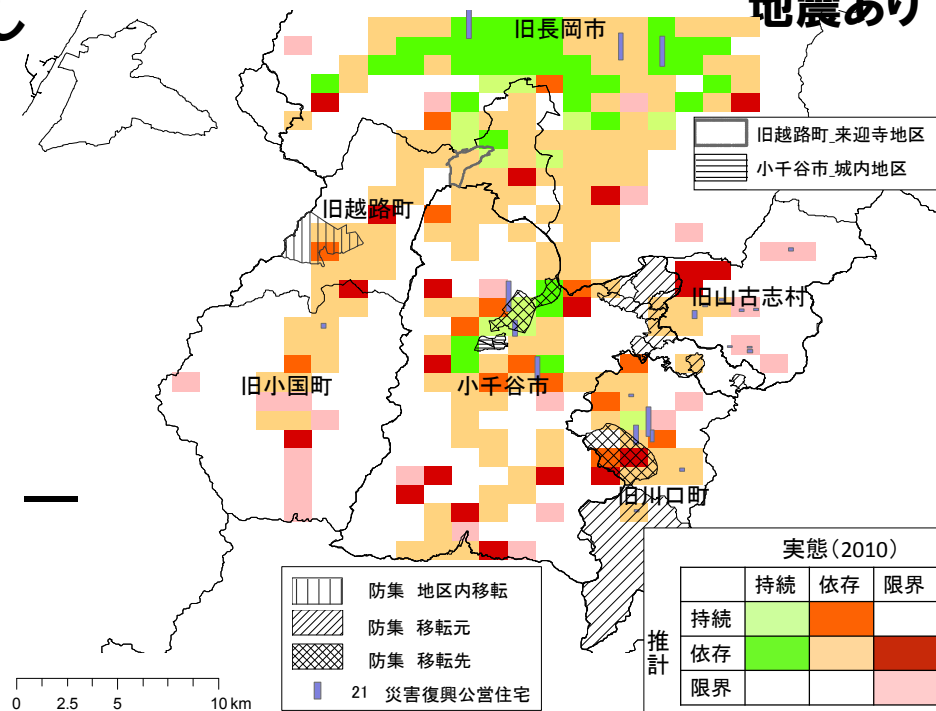 し
地震あり
旧長岡市
旧越路町_来迎寺地区
小千谷市_城内地区
旧越路町
旧山古志村
旧小国町
小千谷市
旧川口町
防集 地区内移転
防集 移転元
防集 移転先
21 災害復興公営住宅
0 2.5 5 10 km
実態(2010)
持続 依存 限界
推計
持続
依存
限界